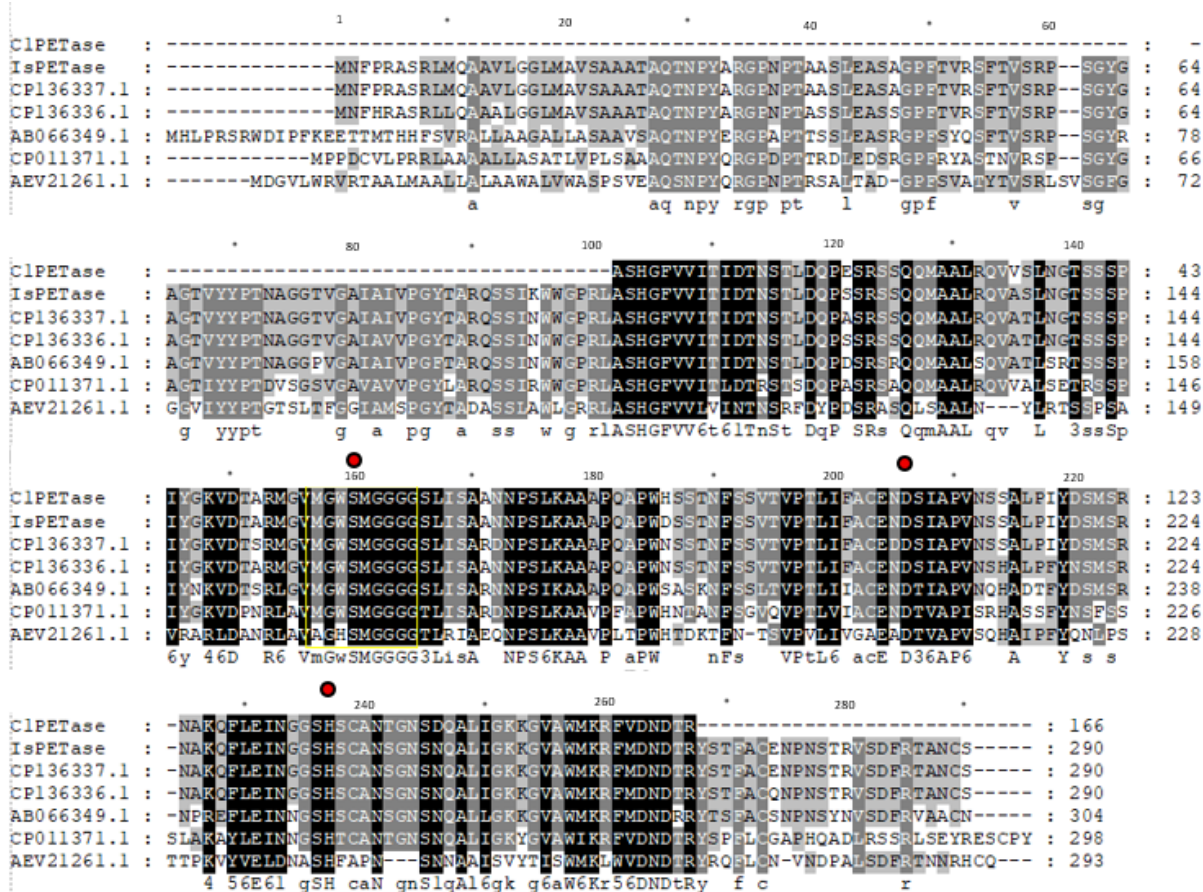 1 * 20 * 40 * 60
ClPETase : -------------------------------------------------------------------------------- : -
IsPETase : --------------MNFPRASRLMQAAVLGGLMAVSAAATAQTNPYARGPNPTAASLEASAGPFTVRSFTVSRP--SGYG : 64
CP136337.1 : --------------MNFPRASRLLQAAVLGGLMAVSAAATAQTNPYARGPNPTAASLEASAGPFTVRSFTVSRP--SGYG : 64
CP136336.1 : --------------MNFHRASRLLQAAALGGLMAVSAAATAQTNPYARGPNPTASSLEASSGPFTVRSFTVSRP--SGYG : 64
AB066349.1 : MHLPRSRWDIPFKEETTMTHHFSVRALLAAGALLASAAVSAQTNPYERGPAPTTSSLEASRGPFSYQSFTVSRP--SGYR : 78
CP011371.1 : ------------MPPDCVLPRRLAAAALLASATLVPLSAAAQTNPYQRGPDPTTRDLEDSRGPFRYASTNVRSP--SGYG : 66
AEV21261.1 : -------MDGVLWRVRTAALMAALLALAAWALVWASPSVEAQSNPYQRGPNPTRSALTAD-GPFSVATYTVSRLSVSGFG : 72
a aq npy rgp pt l gpf v sg
* 80 * 100 * 120 * 140
ClPETase : -------------------------------------ASHGFVVITIDTNSTLDQPESRSSQQMAALRQVVSLNGTSSSP : 43
IsPETase : AGTVYYPTNAGGTVGAIAIVPGYTARQSSIKWWGPRLASHGFVVITIDTNSTLDQPSSRSSQQMAALRQVASLNGTSSSP : 144
CP136337.1 : AGTVYYPTNAGGTVGAIAIVPGYTARQSSINWWGPRLASHGFVVITIDTNSTLDQPASRSSQQMAALRQVATLNGTSSSP : 144
CP136336.1 : AGTVYYPTNAGGTVGAIAVVPGYTARQSSINWWGPRLASHGFVVITIDTNSTLDQPSSRSSQQMAALRQVATLNGTSSSP : 144
AB066349.1 : AGTVYYPTNAGGPVGAIAIVPGFTARQSSINWWGPRLASHGFVVITIDTNSTLDQPDSRSRQQMAALSQVATLSRTSSSP : 158
CP011371.1 : AGTIYYPTDVSGSVGAVAVVPGYLARQSSIRWWGPRLASHGFVVITLDTRSTSDQPASRSAQQMAALRQVVALSETRSSP : 146
AEV21261.1 : GGVIYYPTGTSLTFGGIAMSPGYTADASSLAWLGRRLASHGFVVLVINTNSRFDYPDSRASQLSAALN---YLRTSSPSA : 149
g yypt g a pg a ss w g rlASHGFVV6t6lTnSt DqP SRs QqmAAL qv L 3ssSp
* 160 * 180 * 200 * 220
ClPETase : IYGKVDTARMGVMGWSMGGGGSLISAANNPSLKAAAPQAPWHSSTNFSSVTVPTLIFACENDSIAPVNSSALPIYDSMSR : 123
IsPETase : IYGKVDTARMGVMGWSMGGGGSLISAANNPSLKAAAPQAPWDSSTNFSSVTVPTLIFACENDSIAPVNSSALPIYDSMSR : 224
CP136337.1 : IYGKVDTSRMGVMGWSMGGGGSLISARDNPSLKAAAPQAPWNSSTNFSSVTVPTLIFACEDDSIAPVNSSALPIYDSMSR : 224
CP136336.1 : IYGKVDTARMGVMGWSMGGGGSLISARDNPSLKAAAPQAPWNSSTNFSSVTVPTLIFACENDSIAPVNSHALPFYNSMSR : 224
AB066349.1 : IYNKVDTSRLGVMGWSMGGGGSLISARNNPSIKAAAPQAPWSASKNFSSLTVPTLIIACENDTIAPVNQHADTFYDSMSR : 238
CP011371.1 : IYGKVDPNRLAVMGWSMGGGGTLISARDNPSLKAAVPFAPWHNTANFSGVQVPTLVIACENDTVAPISRHASSFYNSFSS : 226
AEV21261.1 : VRARLDANRLAVAGHSMGGGGTLRIAEQNPSLKAAVPLTPWHTDKTFN-TSVPVLIVGAEADTVAPVSQHAIPFYQNLPS : 228
6y 46D R6 VmGwSMGGGG3LisA NPS6KAA P aPW nFs VPtL6 acE D36AP6 A Y s s
* 240 * 260 * 280 *
ClPETase : -NAKQFLEINGGSHSCANTGNSDQALIGKKGVAWMKRFVDNDTR---------------------------- : 166
IsPETase : -NAKQFLEINGGSHSCANSGNSNQALIGKKGVAWMKRFMDNDTRYSTFACENPNSTRVSDFRTANCS----- : 290
CP136337.1 : -NAKQFLEINGGSHSCANSGNSNQALIGKKGVAWMKRFMDNDTRYSTFACENPNSTRVSDFRTANCS----- : 290
CP136336.1 : -NAKQFLEINGGSHSCANSGNSNQALIGKKGVAWMKRFMDNDTRYSTFACQNPNSTRVSDFRTANCS----- : 290
AB066349.1 : -NPREFLEINNGSHSCANSGNSNQALLGKKGVAWMKRFMDNDRRYTSFACSNPNSYNVSDFRVAACN----- : 304
CP011371.1 : SLAKAYLEINNGSHTCANTGNSNQALIGKYGVAWIKRFVDNDTRYSPFLCGAPHQADLRSSRLSEYRESCPY : 298
AEV21261.1 : TTPKVYVELDNASHFAPN---SNNAAISVYTISWMKLWVDNDTRYRQFLCN-VNDPALSDFRTNNRHCQ--- : 293
4 56E6l gSH caN gnSlqAl6gk g6aW6Kr56DNDtRy f c r